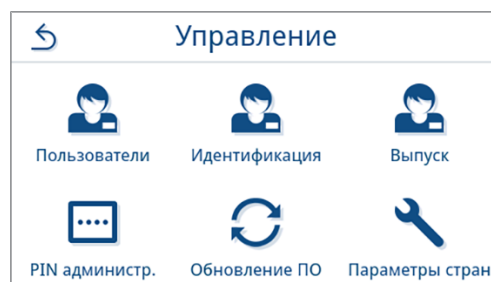 Управление
Пользователи Идентификация Выпуск
PIN администр. Обновление ПО Параметры стран